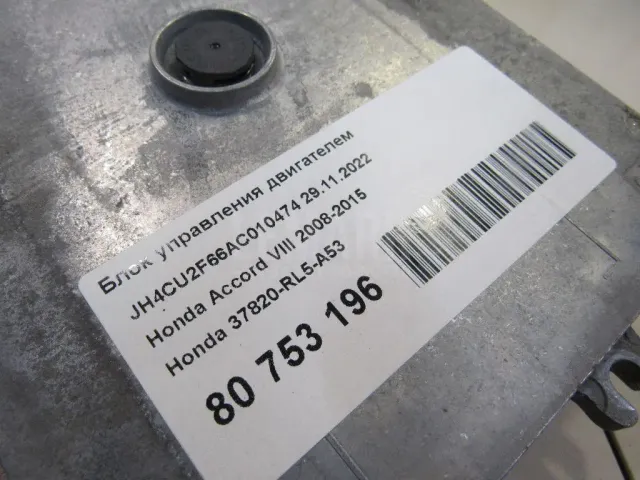 Блок управления двигателем
JH4CU2F66AC010474 29.11.2022
Honda Accord VIII 2008-2015
Honda 37820-RL5-A53
80 753 196